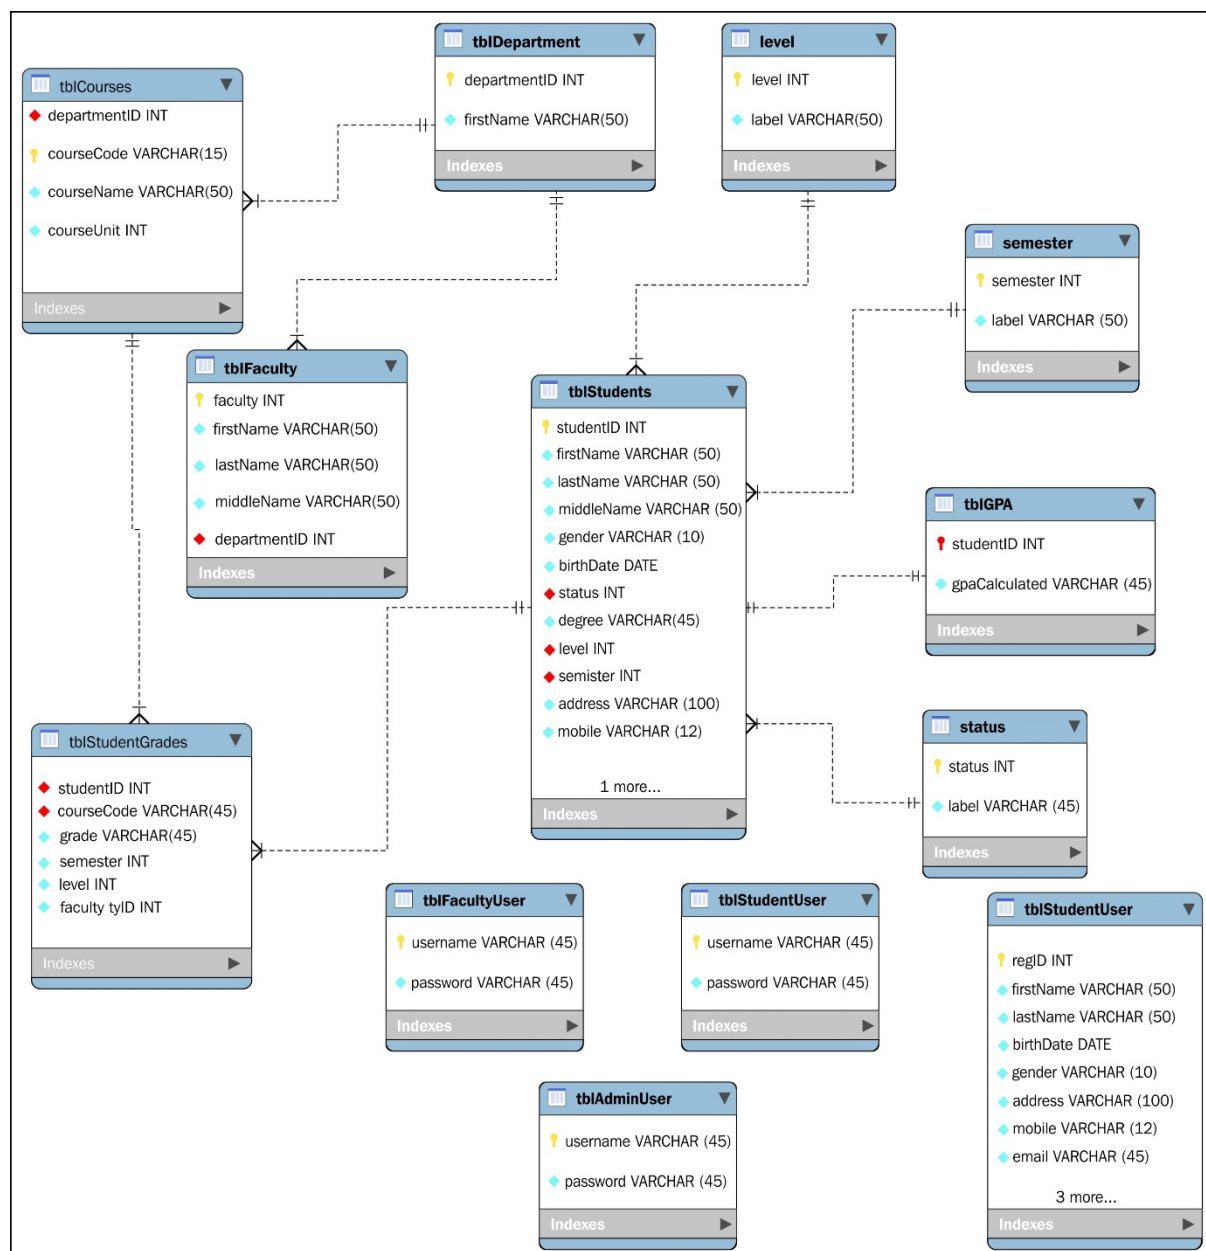 tblDepartment
departmentID INT
firstName VARCHAR(50)
Indexes
level
level INT
label VARCHAR(50)
Indexes
tblCourses
departmentID INT
courseCode VARCHAR(15)
courseName VARCHAR(50)
courseUnit INT
Indexes
semester
semester INT
label VARCHAR (50)
Indexes
tblFaculty
faculty INT
firstName VARCHAR(50)
lastName VARCHAR(50)
middleName VARCHAR(50)
departmentID INT
Indexes
tblStudents
studentID INT
firstName VARCHAR (50)
lastName VARCHAR (50)
middleName VARCHAR (50)
gender VARCHAR (10)
birthDate DATE
status INT
degree VARCHAR(45)
level INT
semister INT
address VARCHAR (100)
mobile VARCHAR (12)
1 more...
Indexes
tblGPA
studentID INT
gpaCalculated VARCHAR (45)
Indexes
status
status INT
label VARCHAR (45)
Indexes
tblStudentGrades
studentID INT
courseCode VARCHAR(45)
grade VARCHAR(45)
semester INT
level INT
faculty tyID INT
Indexes
tblFacultyUser
username VARCHAR (45)
password VARCHAR (45)
Indexes
tblStudentUser
username VARCHAR (45)
password VARCHAR (45)
Indexes
tblStudentUser
regID INT
firstName VARCHAR (50)
lastName VARCHAR (50)
birthDate DATE
gender VARCHAR (10)
address VARCHAR (100)
mobile VARCHAR (12)
email VARCHAR (45)
3 more...
Indexes
tblAdminUser
username VARCHAR (45)
password VARCHAR (45)
Indexes